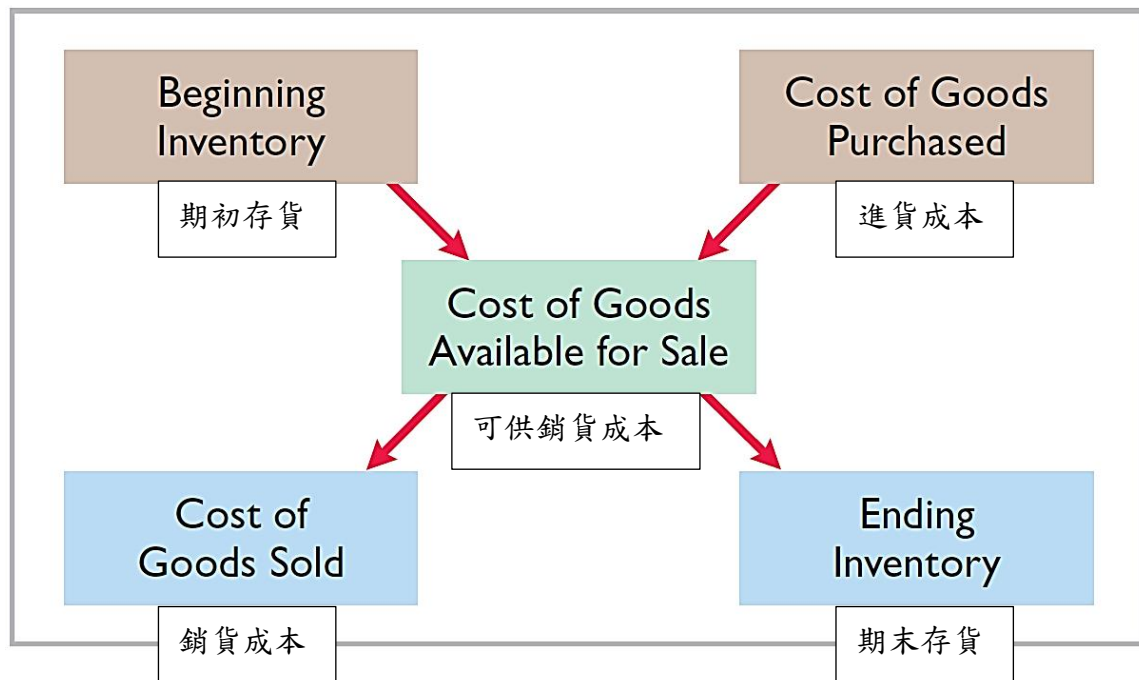 Beginning
Inventory
期初存貨
Cost of Goods
Purchased
進貨成本
Cost of Goods
Available for Sale
可供銷貨成本
Cost of
Goods Sold
銷貨成本
Ending
Inventory
期末存貨